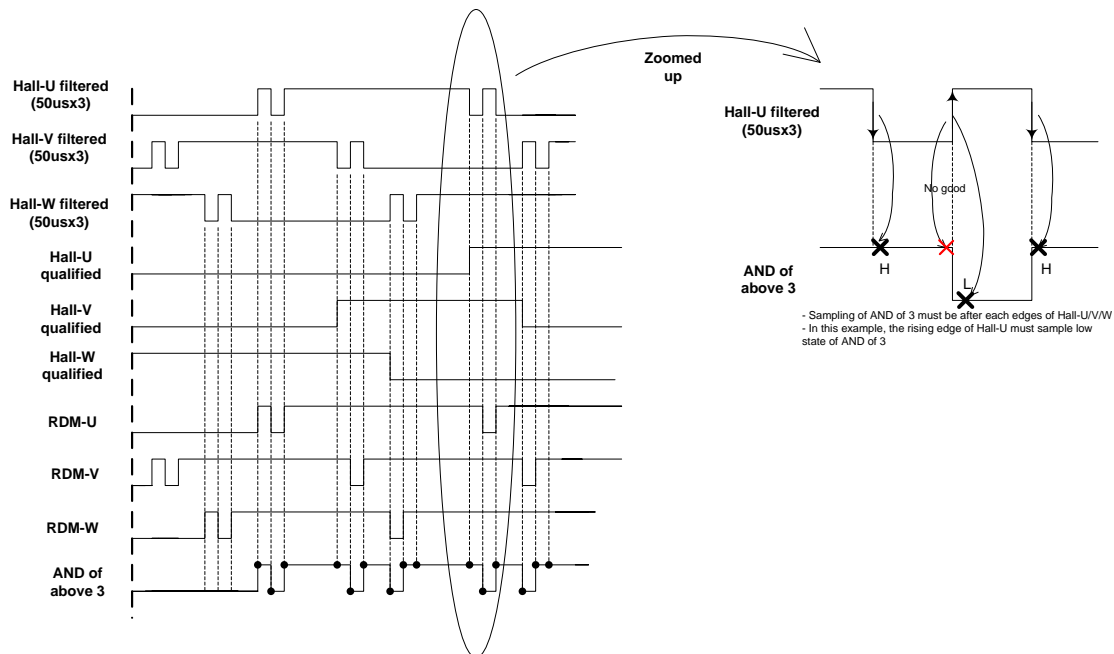 Zoomed
up
Hall-U filtered
(50usx3)
Hall-V filtered
(50usx3)
Hall-W filtered
(50usx3)
Hall-U
qualified
Hall-V
qualified
Hall-W
qualified
RDM-U
RDM-V
RDM-W
AND of
above 3
Hall-U filtered
(50usx3)
No good
AND of
above 3
H
L
H
- Sampling of AND of 3 must be after each edges of Hall-U/V/W
- In this example, the rising edge of Hall-U must sample low
state of AND of 3